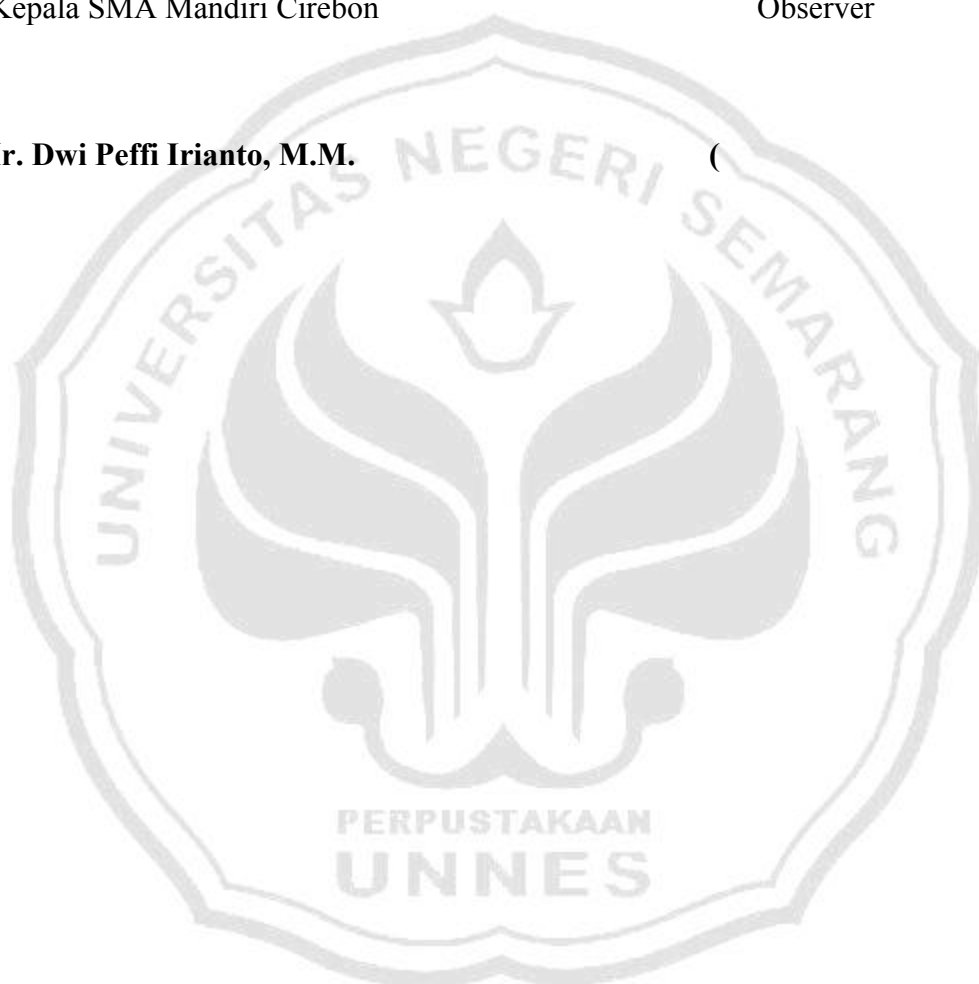 Kepala SMA Mandiri Cirebon Observer
Ir. Dwi Peffi Irianto, M.M. (
UNIVERSITAS NEGERI SEMARANG
PERPUSTAKAAN
UNNES